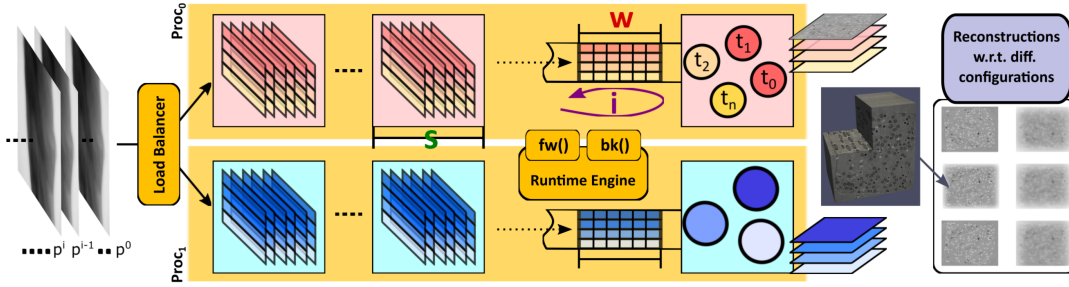 Proc₀
W
t₁
t₂
t₀
tₙ
i
Reconstructions
w.r.t. diff.
configurations
Load Balancer
S
fw()
bk()
Runtime Engine
pⁱ pⁱ⁻¹ p⁰
Proc₁